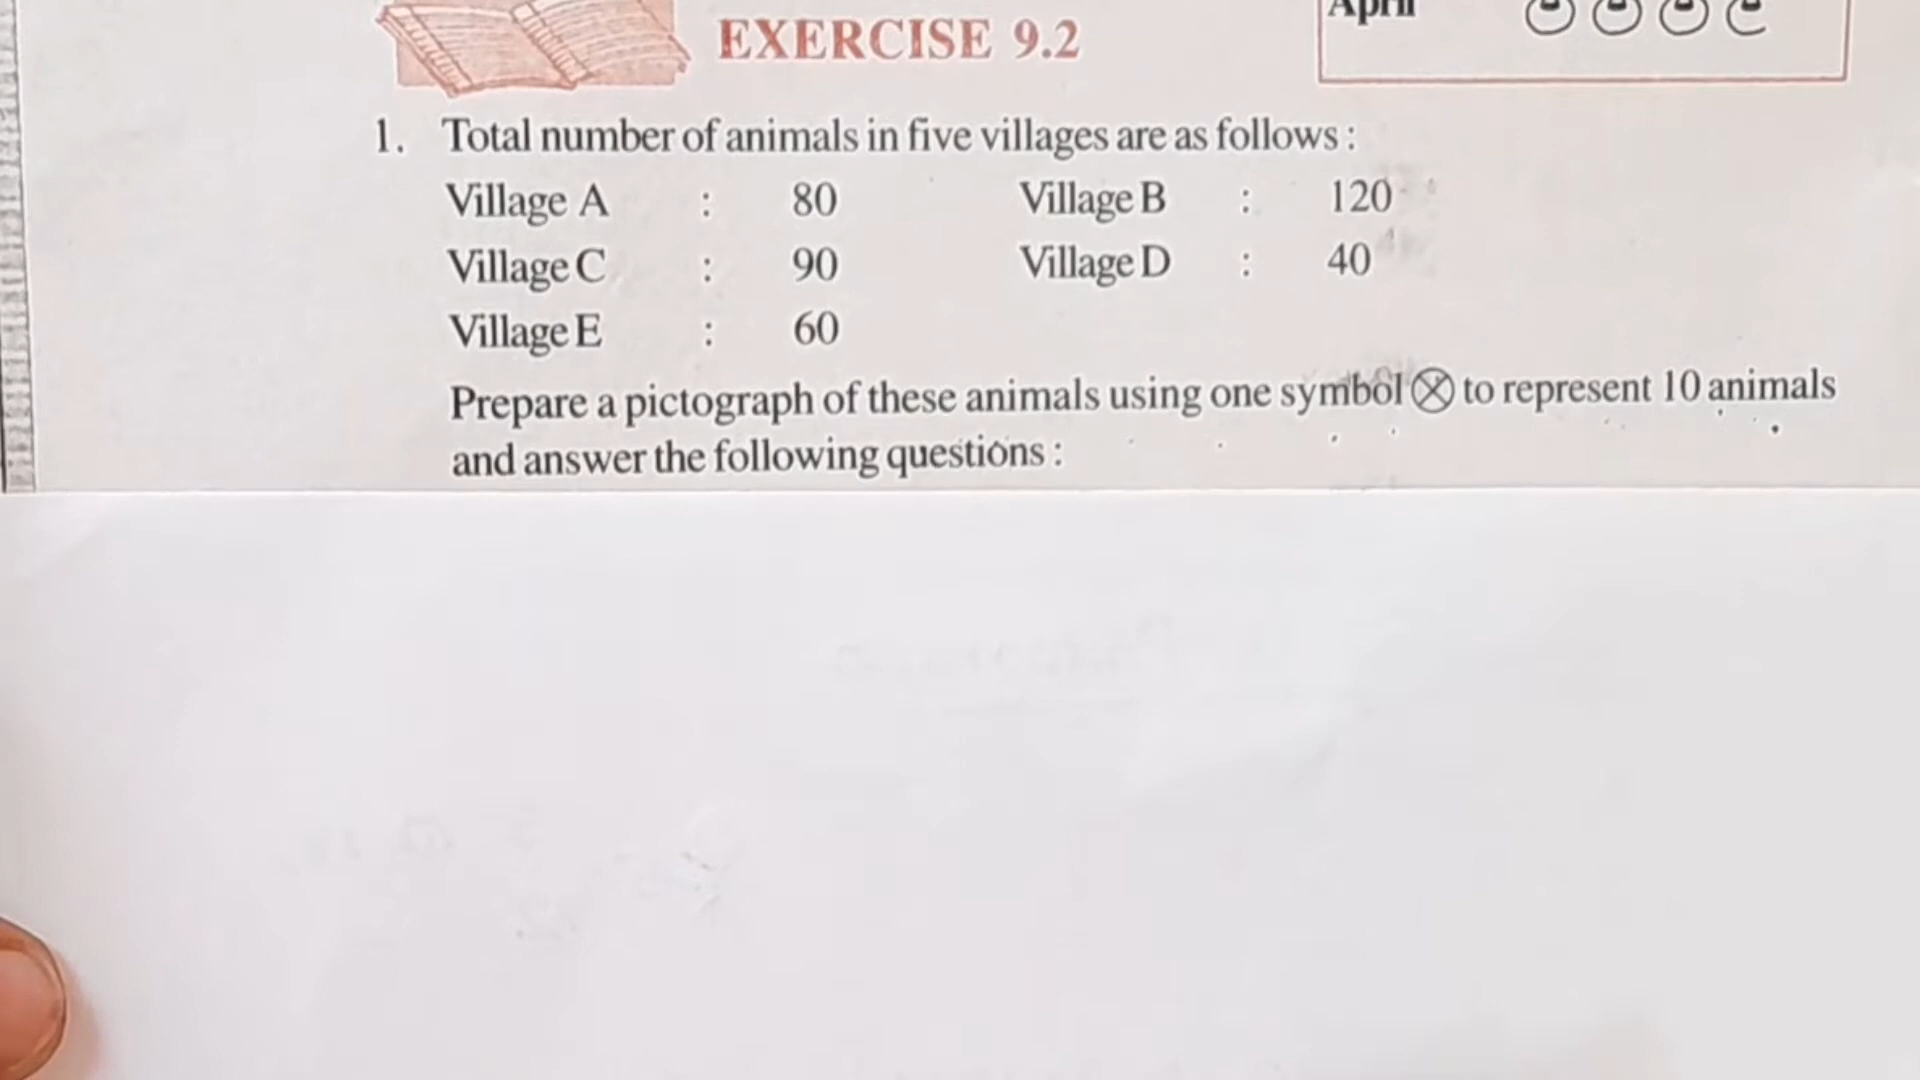 EXERCISE 9.2
April
1. Total number of animals in five villages are as follows :
Village A : 80 Village B : 120
Village C : 90 Village D : 40
Village E : 60
Prepare a pictograph of these animals using one symbol ⊗ to represent 10 animals
and answer the following questions :